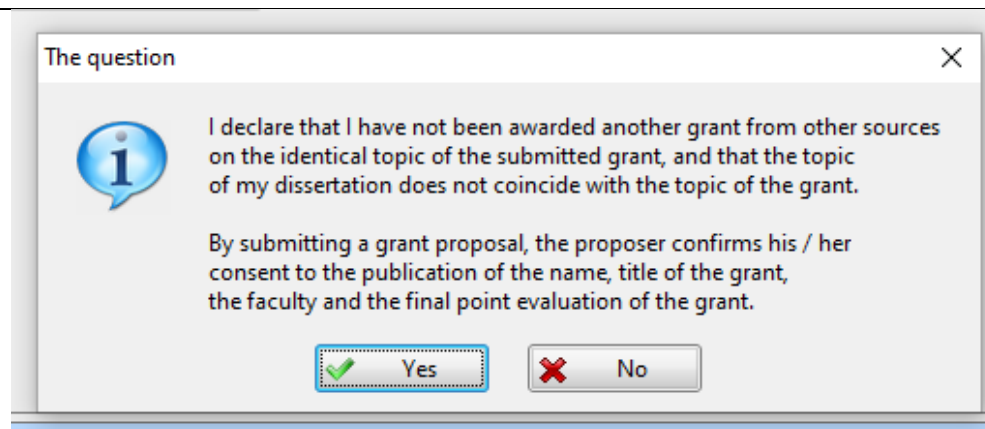 The question
I declare that I have not been awarded another grant from other sources
on the identical topic of the submitted grant, and that the topic
of my dissertation does not coincide with the topic of the grant.
By submitting a grant proposal, the proposer confirms his / her
consent to the publication of the name, title of the grant,
the faculty and the final point evaluation of the grant.
Yes No